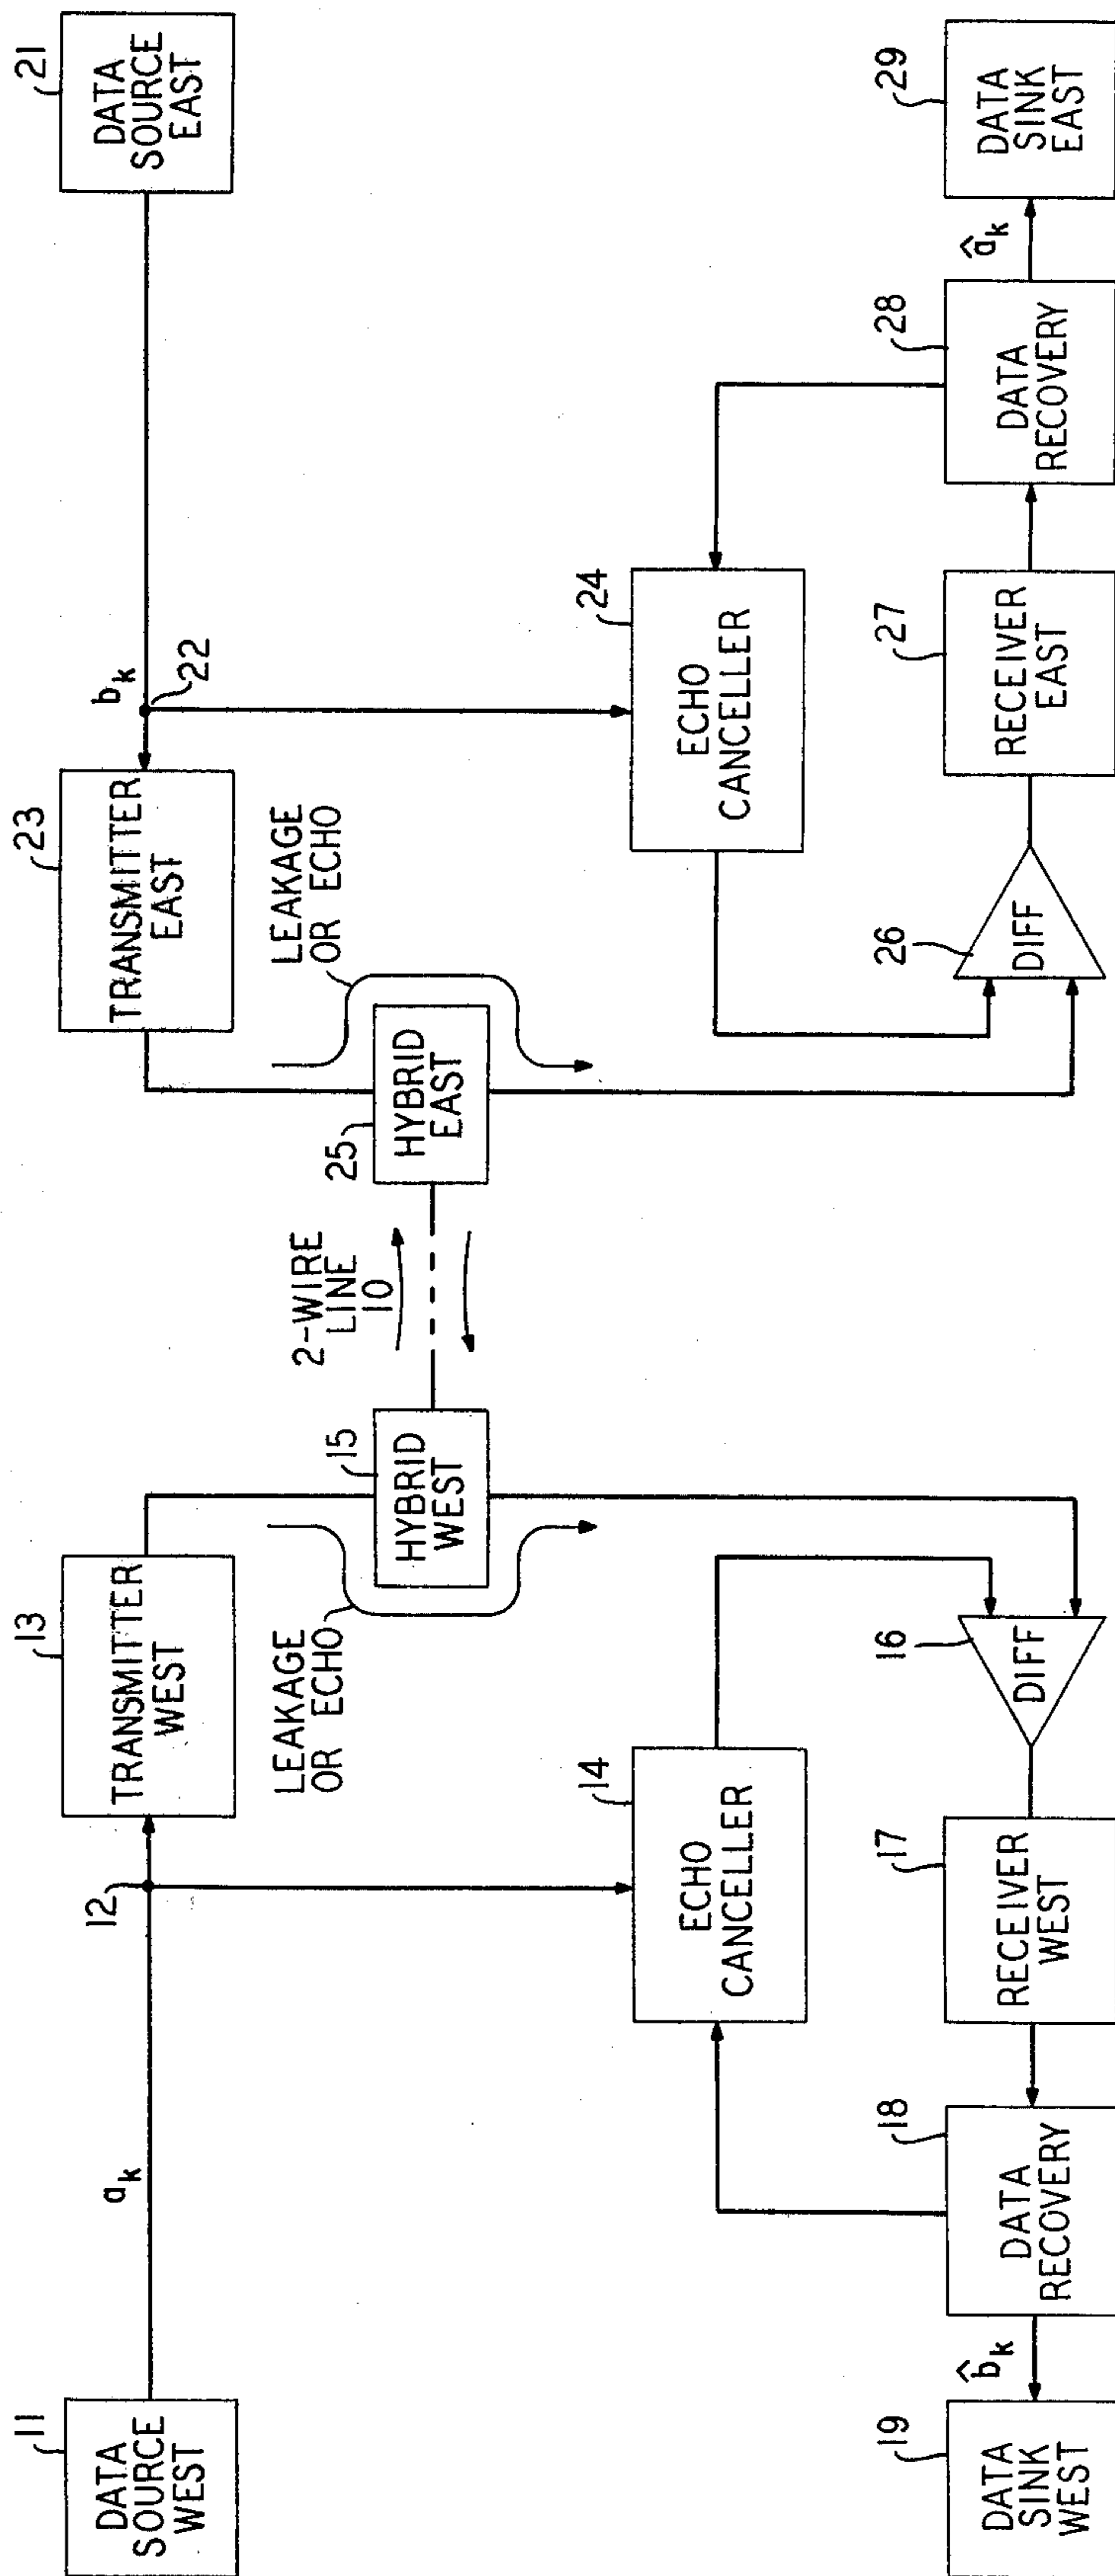 11
DATA
SOURCE
WEST
a_k
12
13
TRANSMITTER
WEST
LEAKAGE
OR ECHO
15
HYBRID
WEST
2-WIRE
LINE
10
25
HYBRID
EAST
LEAKAGE
OR ECHO
23
TRANSMITTER
EAST
b_k
22
21
DATA
SOURCE
EAST
14
ECHO
CANCELLER
24
ECHO
CANCELLER
19
DATA
SINK
WEST
b̂_k
18
DATA
RECOVERY
17
RECEIVER
WEST
16
DIFF
26
DIFF
27
RECEIVER
EAST
28
DATA
RECOVERY
â_k
29
DATA
SINK
EAST